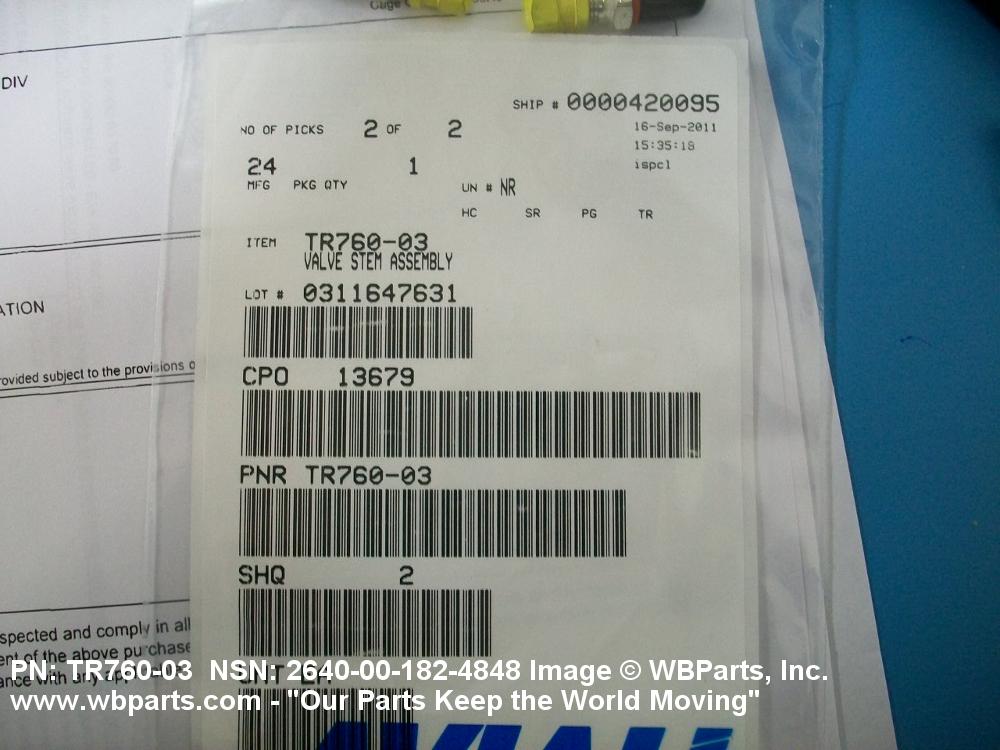 DIV
SHIP # 0000420095
NO OF PICKS 2 OF 2
16-Sep-2011
15:35:18
ispcl
24 1
MFG PKG QTY
UN # NR
HC SR PG TR
ITEM TR760-03
VALVE STEM ASSEMBLY
LOT # 0311647631
ATION
rovided subject to the provisions
CPO 13679
PNR TR760-03
SHQ 2
spected and comply in all
ent of the above purchase
PN: TR760-03 NSN: 2640-00-182-4848 Image © WBParts, Inc.
www.wbparts.com - "Our Parts Keep the World Moving"
AVIALL